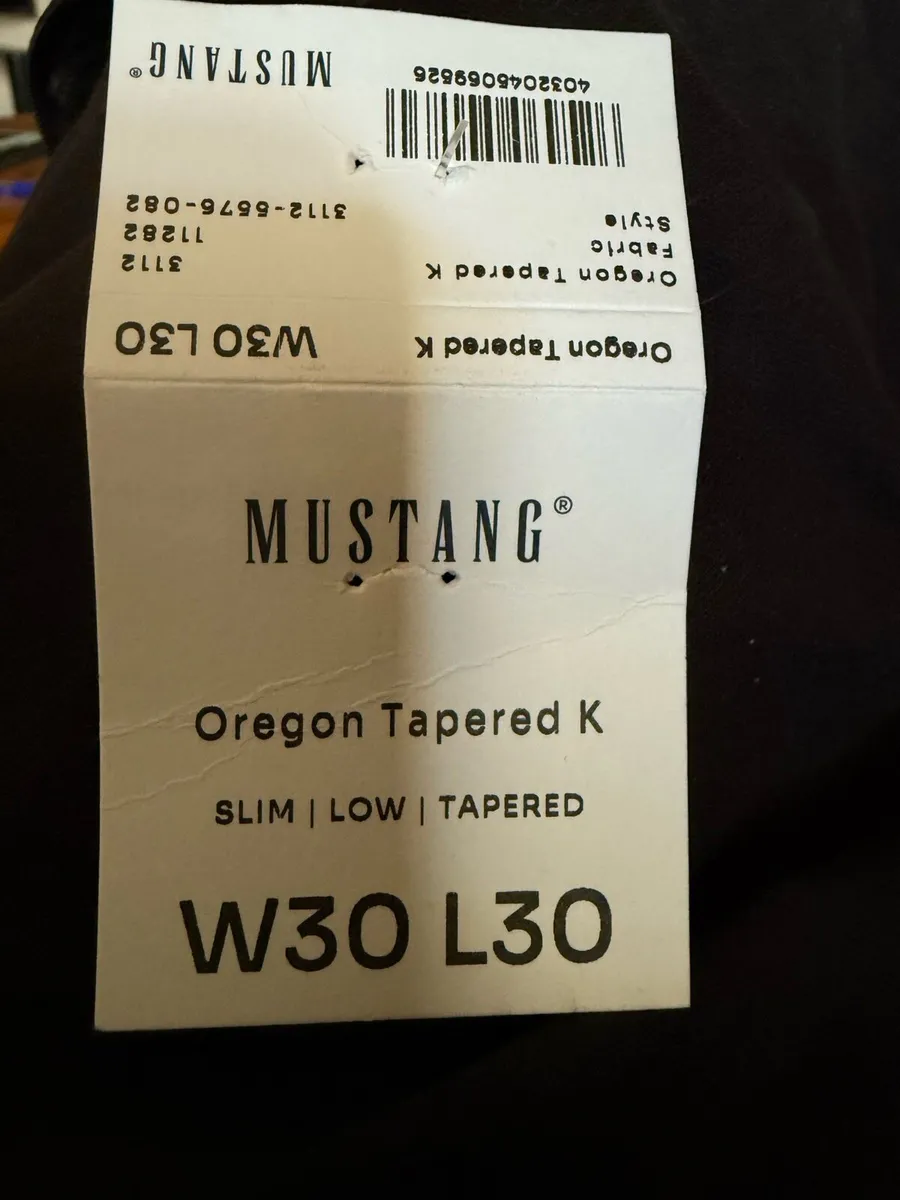 Oregon Tapered K W30 L30
Oregon Tapered K 3112
Fabric 11282
Style 3112-5576-082
4032045069526 MUSTANG®
MUSTANG®
Oregon Tapered K
SLIM | LOW | TAPERED
W30 L30